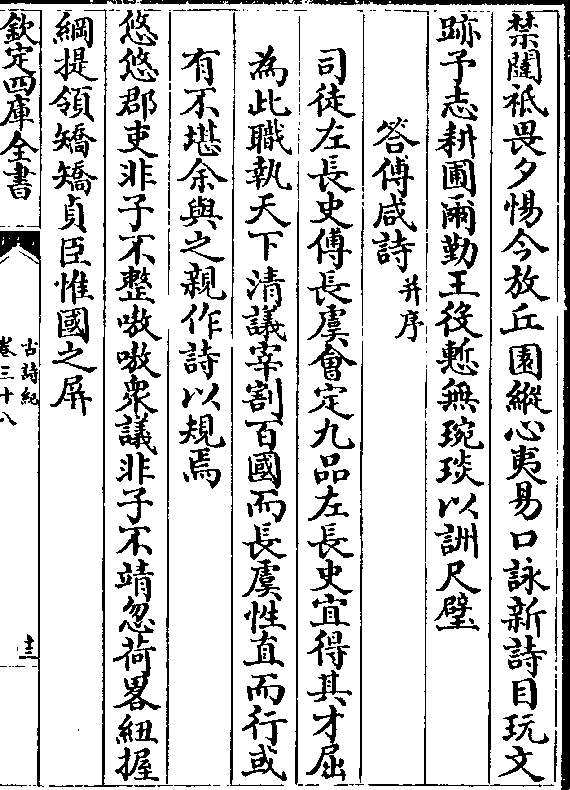 禁闥祗畏夕惕今放丘園縱心夷易口詠新詩目玩文
跡予志耕圃爾勤王役慙無琬琰以詶尺璧
答傅咸詩并序
司徒左長史傅長虞會定九品左長史宜得其才屈
為此職執天下清議宰割百國而長虞性直而行或
有不堪余與之親作詩以規焉
悠悠郡吏非子不整嗷嗷衆議非子不靖忽荷畧紐握
綱提領矯矯貞臣惟國之屏
欽定四庫全書
古詩紀
卷三十八